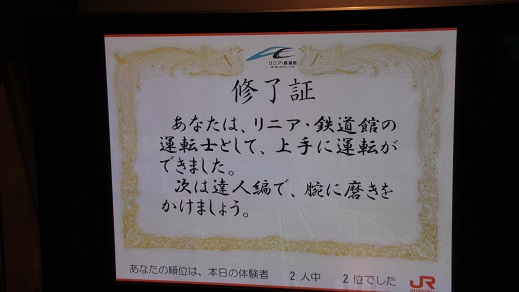 リニア・鉄道館
修了証
あなたは、リニア・鉄道館の
運転士として、上手に運転が
できました。
次は達人編で、腕に磨きを
かけましょう。
あなたの順位は、本日の体験者 2 人中 2 位でした
JR